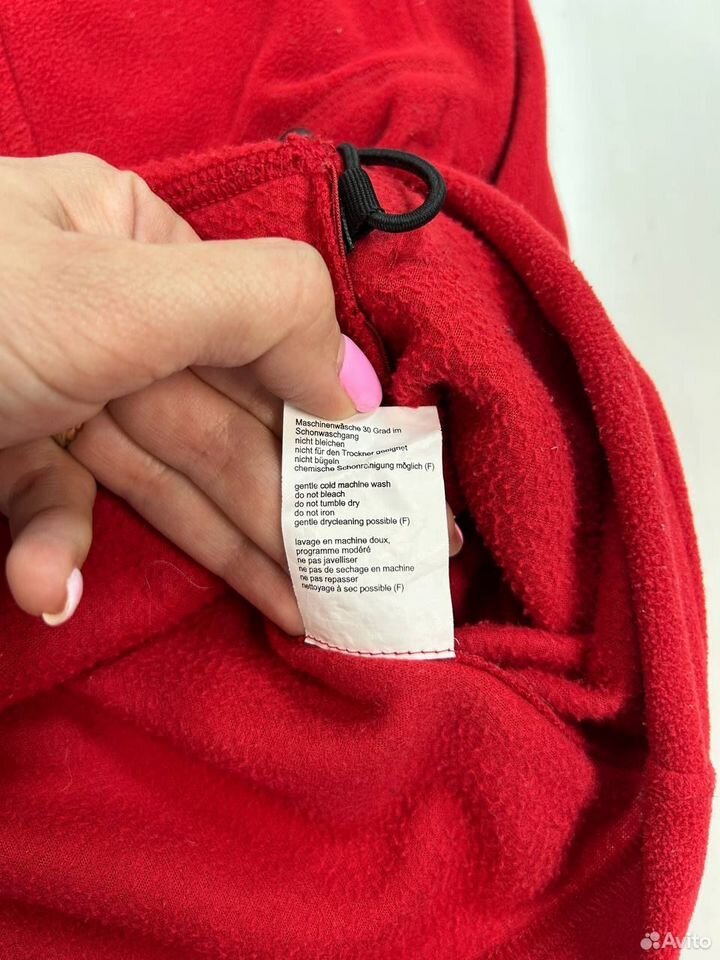 Maschinenwäsche 30 Grad im
Schonwaschgang
nicht bleichen
nicht für den Trockner geeignet
nicht bügeln
chemische Schonreinigung möglich (F)
gentle cold machine wash
do not bleach
do not tumble dry
do not iron
gentle drycleaning possible (F)
lavage en machine doux,
programme modéré
ne pas javelliser
ne pas de sechage en machine
ne pas repasser
nettoyage à sec possible (F)
Avito